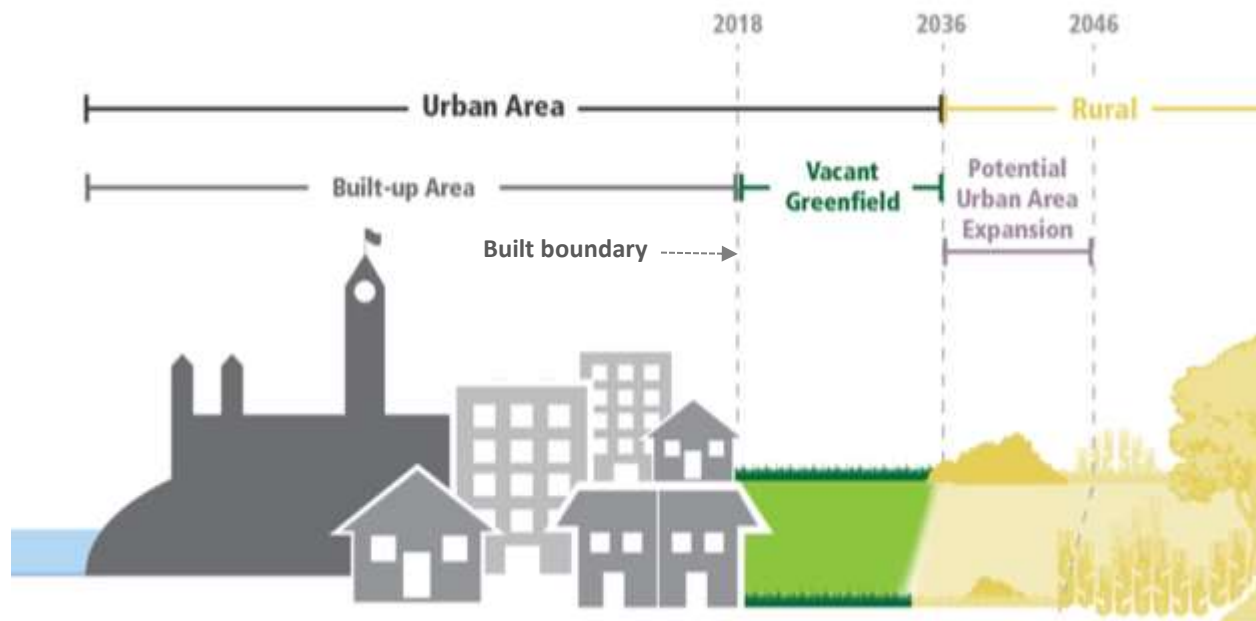 2018 2036 2046
Urban Area Rural
Built-up Area
Vacant
Greenfield
Potential
Urban Area
Expansion
Built boundary